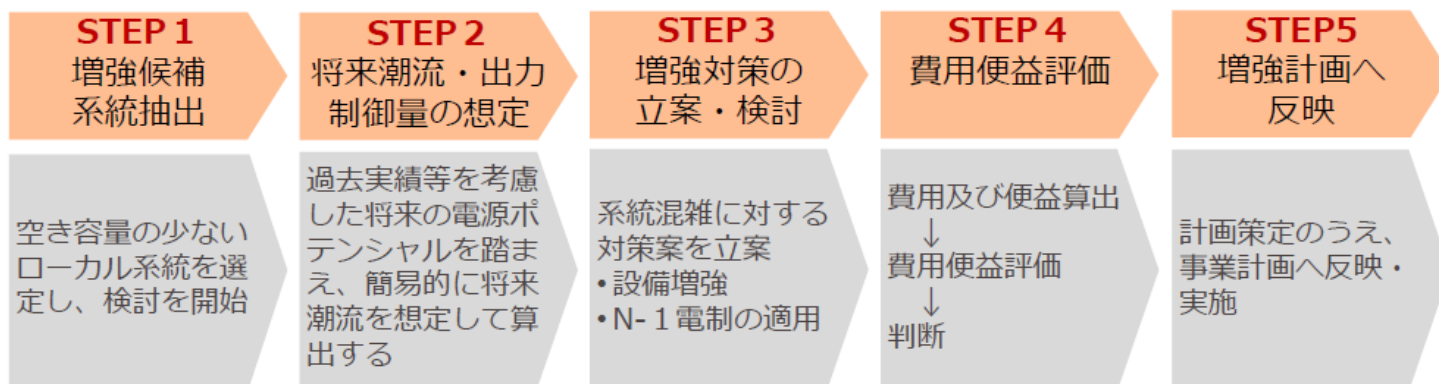 STEP 1
増強候補
系統抽出
空き容量の少ない
ローカル系統を選
定し、検討を開始
STEP 2
将来潮流・出力
制御量の想定
過去実績等を考慮
した将来の電源ポ
テンシャルを踏ま
え、簡易的に将来
潮流を想定して算
出する
STEP 3
増強対策の
立案・検討
系統混雑に対する
対策案を立案
•設備増強
•N-1電制の適用
STEP 4
費用便益評価
費用及び便益算出
↓
費用便益評価
↓
判断
STEP5
増強計画へ
反映
計画策定のうえ、
事業計画へ反映・
実施